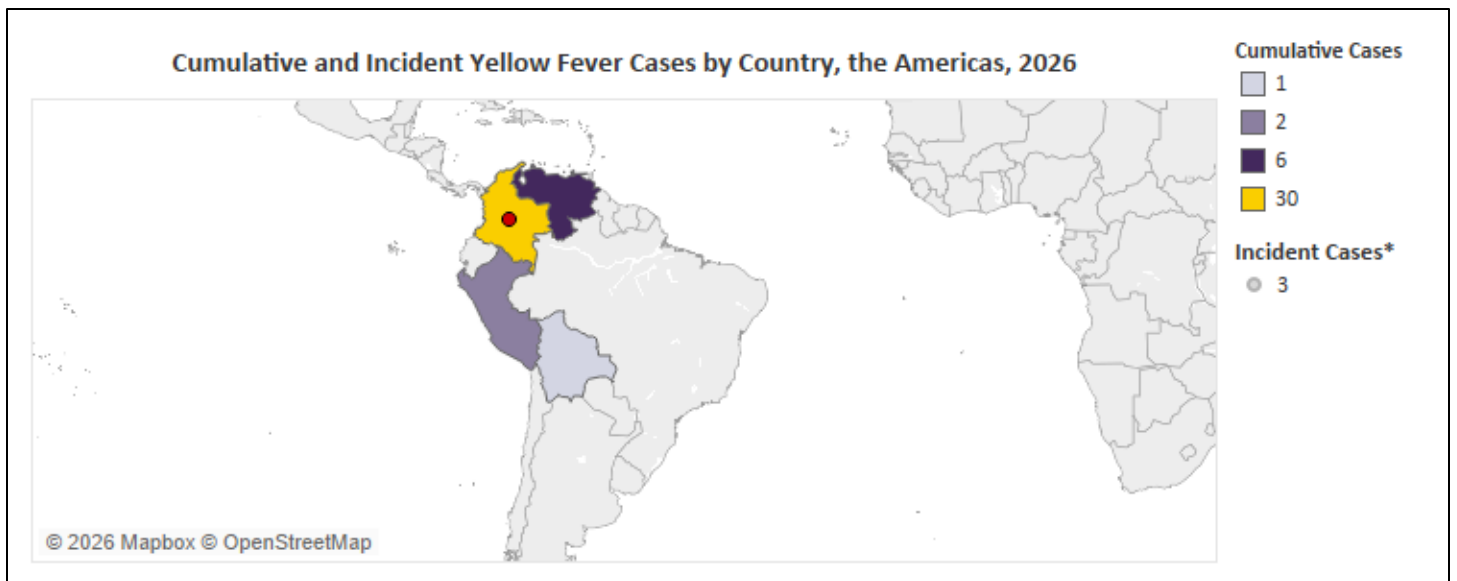 Cumulative and Incident Yellow Fever Cases by Country, the Americas, 2026
Cumulative Cases
1
2
6
30
Incident Cases*
3
© 2026 Mapbox © OpenStreetMap